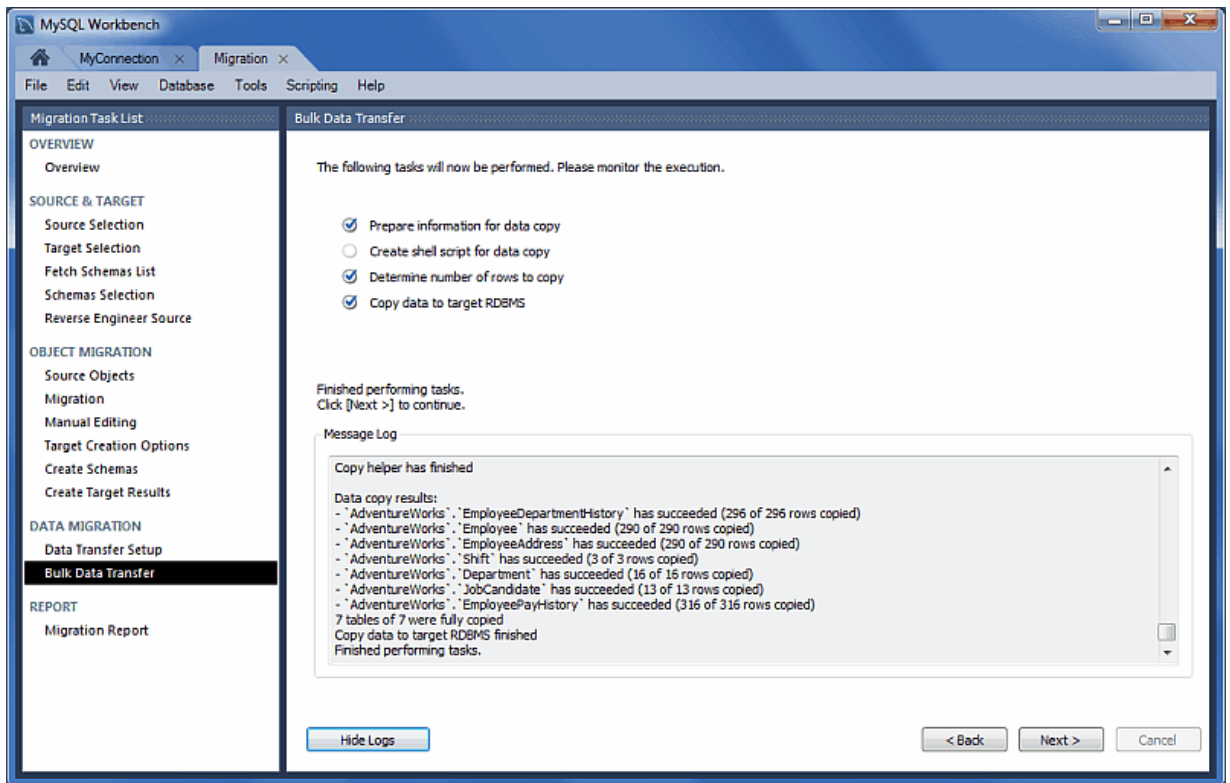 MySQL Workbench
MyConnection
Migration
File Edit View Database Tools Scripting Help
Migration Task List
OVERVIEW
Overview
SOURCE & TARGET
Source Selection
Target Selection
Fetch Schemas List
Schemas Selection
Reverse Engineer Source
OBJECT MIGRATION
Source Objects
Migration
Manual Editing
Target Creation Options
Create Schemas
Create Target Results
DATA MIGRATION
Data Transfer Setup
Bulk Data Transfer
REPORT
Migration Report
Bulk Data Transfer
The following tasks will now be performed. Please monitor the execution.
Prepare information for data copy
Create shell script for data copy
Determine number of rows to copy
Copy data to target RDBMS
Finished performing tasks.
Click [Next >] to continue.
Message Log
Copy helper has finished
Data copy results:
- `AdventureWorks`.`EmployeeDepartmentHistory` has succeeded (296 of 296 rows copied)
- `AdventureWorks`.`Employee` has succeeded (290 of 290 rows copied)
- `AdventureWorks`.`EmployeeAddress` has succeeded (290 of 290 rows copied)
- `AdventureWorks`.`Shift` has succeeded (3 of 3 rows copied)
- `AdventureWorks`.`Department` has succeeded (16 of 16 rows copied)
- `AdventureWorks`.`JobCandidate` has succeeded (13 of 13 rows copied)
- `AdventureWorks`.`EmployeePayHistory` has succeeded (316 of 316 rows copied)
7 tables of 7 were fully copied
Copy data to target RDBMS finished
Finished performing tasks.
Hide Logs
< Back
Next >
Cancel